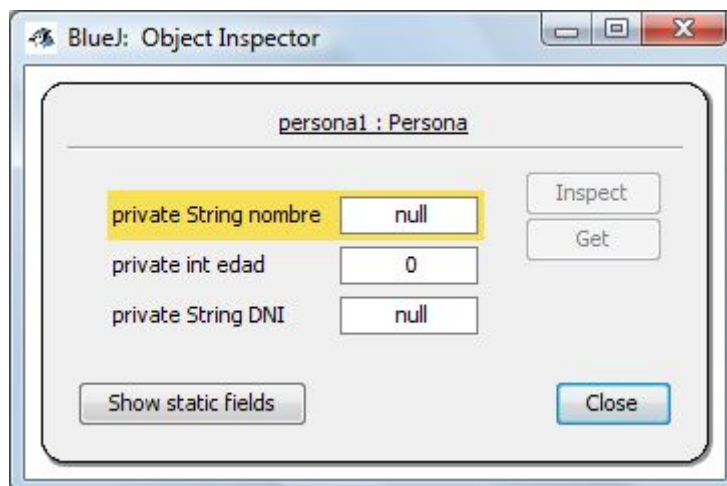 BlueJ: Object Inspector
persona1 : Persona
private String nombre null
Inspect
Get
private int edad 0
private String DNI null
Show static fields
Close